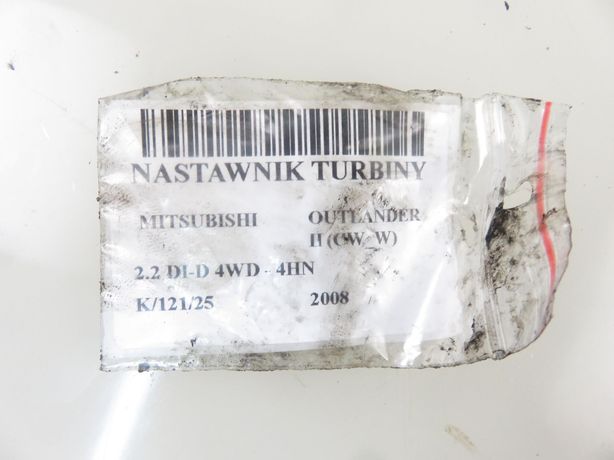 NASTAWNIK TURBINY
MITSUBISHI OUTLANDER
II (CW_W)
2.2 DI-D 4WD - 4HN
K/121/25 2008